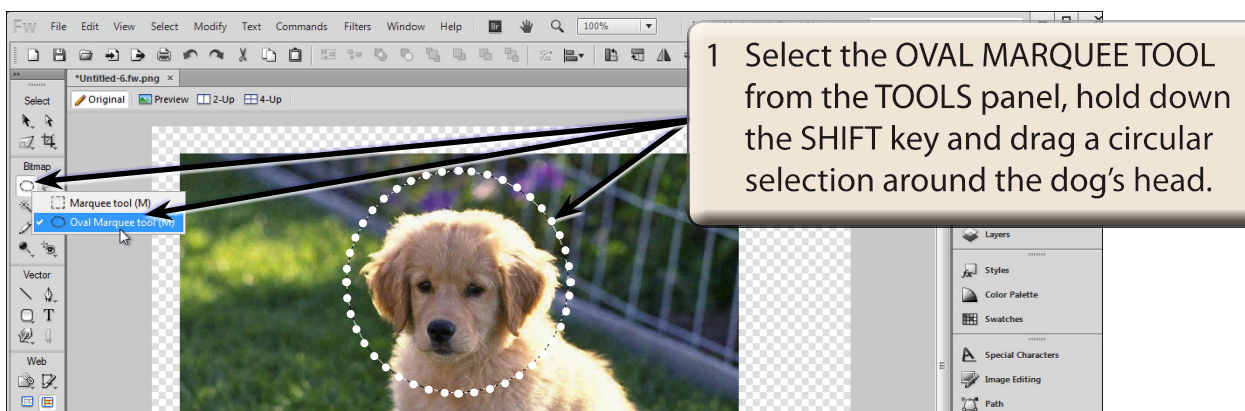 Fw File Edit View Select Modify Text Commands Filters Window Help Br 100%
*Untitled-6.fw.png ×
Select Original Preview 2-Up 4-Up
1 Select the OVAL MARQUEE TOOL
from the TOOLS panel, hold down
the SHIFT key and drag a circular
selection around the dog's head.
Bitmap
Marquee tool (M)
Oval Marquee tool (M)
Vector
T
Web
Layers
Styles
Color Palette
Swatches
Special Characters
Image Editing
Path